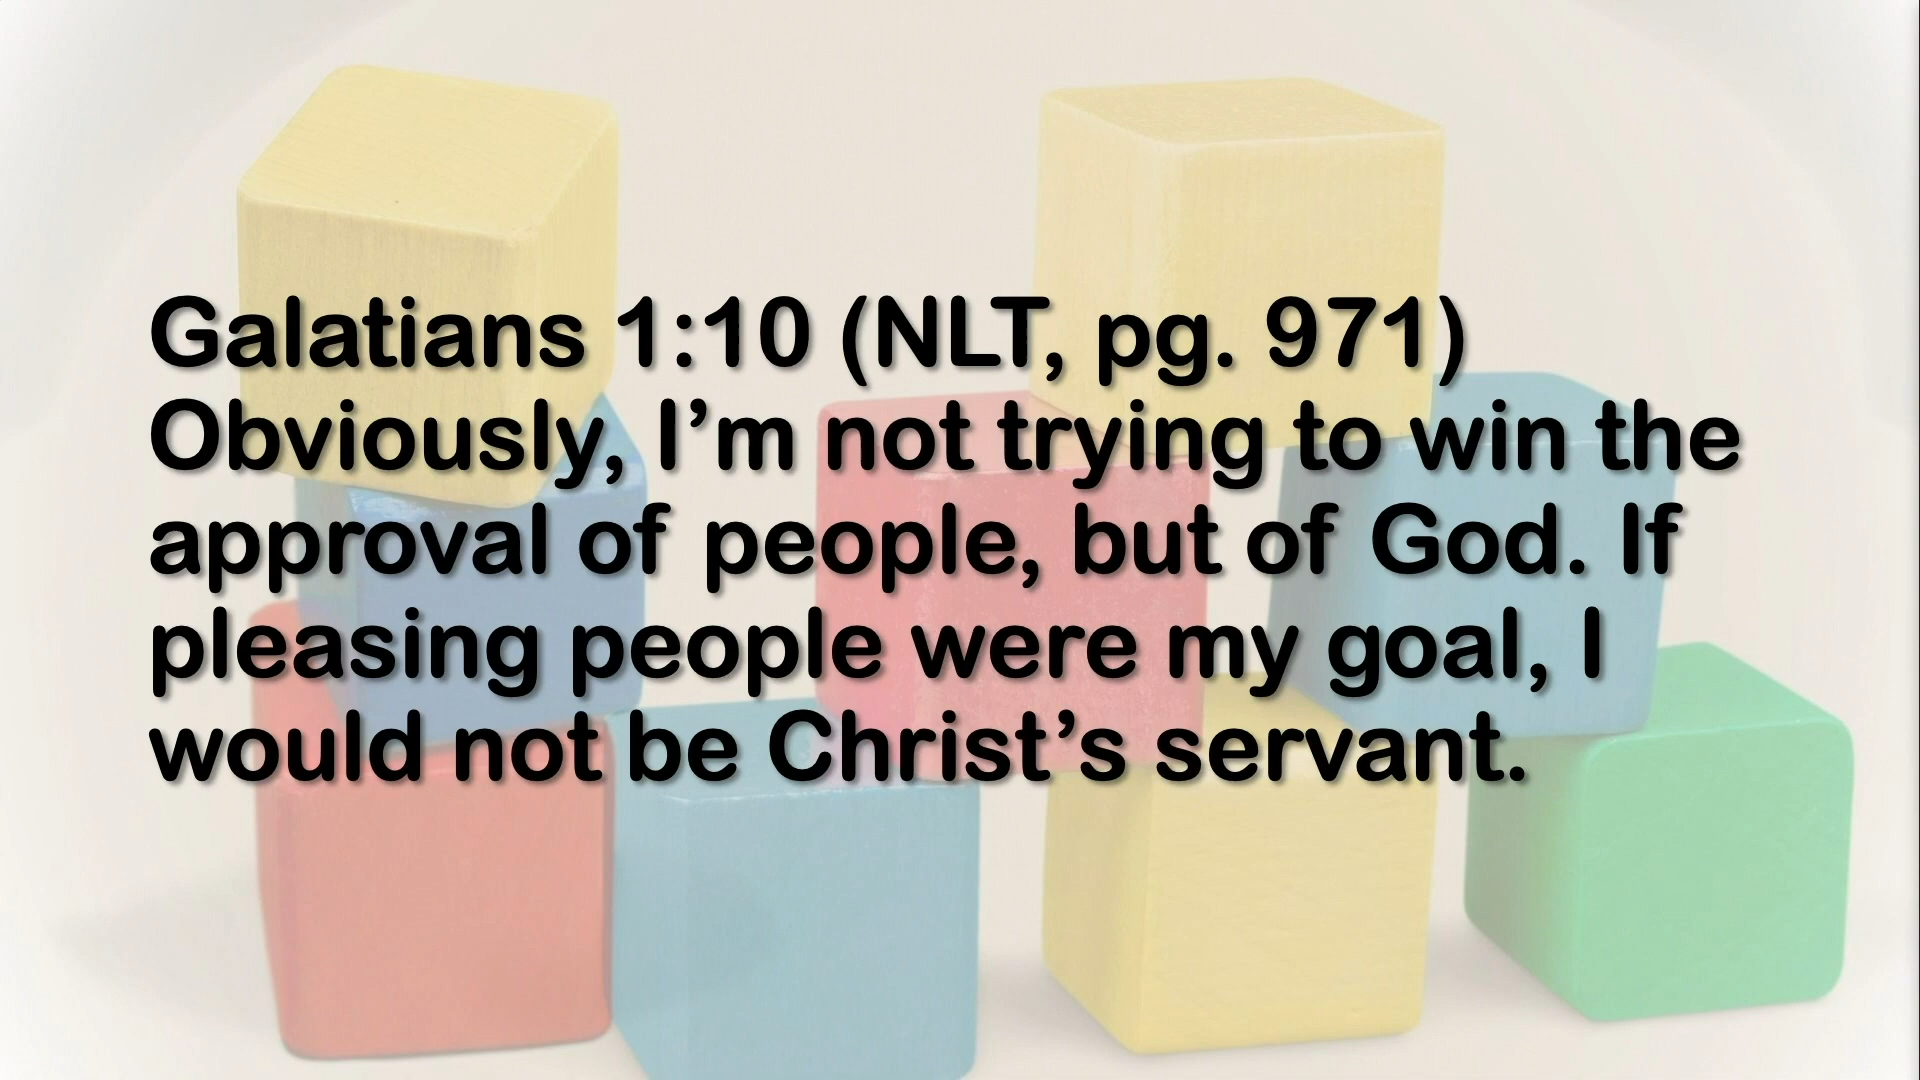 Galatians 1:10 (NLT, pg. 971)
Obviously, I’m not trying to win the
approval of people, but of God. If
pleasing people were my goal, I
would not be Christ’s servant.